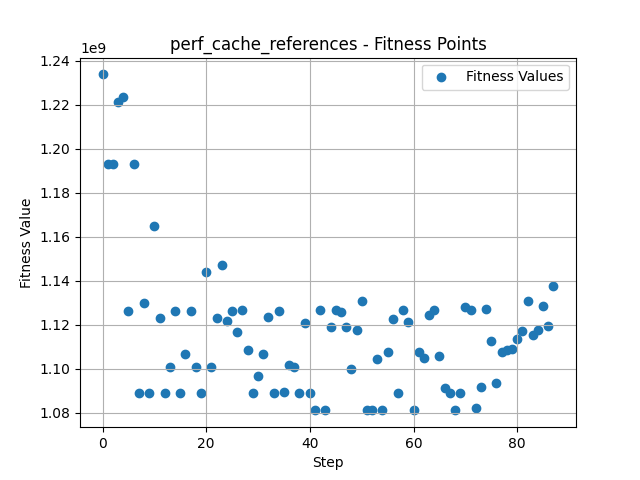 perf_cache_references - Fitness Points
1e9
Fitness Values
1.24
1.22
1.20
1.18
1.16
1.14
1.12
1.10
1.08
Fitness Value
0
20
40
60
80
Step